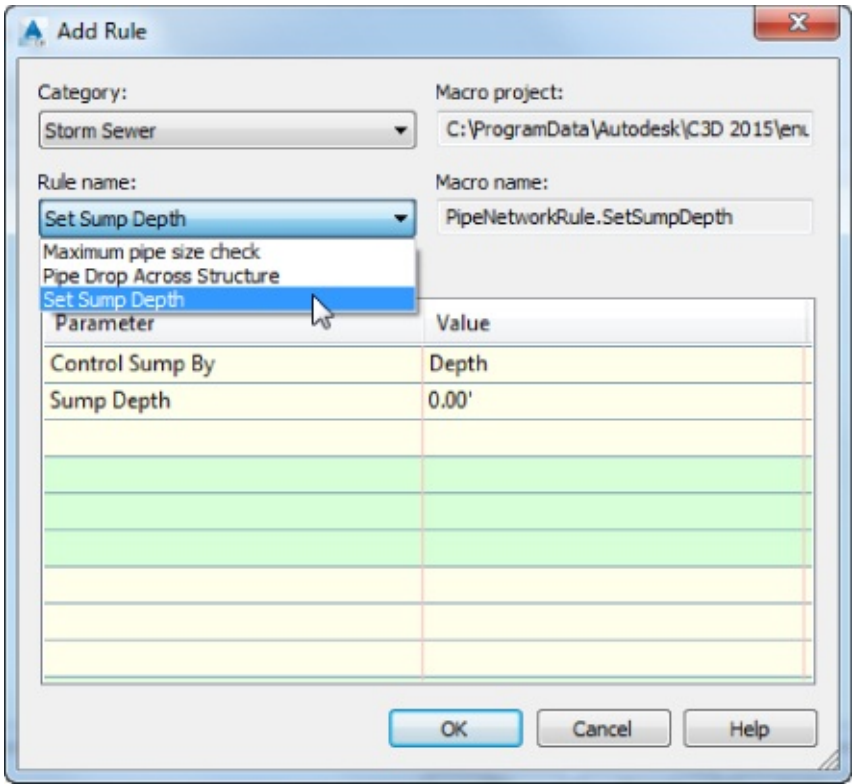 Add Rule
Category:
Macro project:
Storm Sewer
C:\ProgramData\Autodesk\C3D 2015\enu
Rule name:
Macro name:
Set Sump Depth
PipeNetworkRule.SetSumpDepth
Maximum pipe size check
Pipe Drop Across Structure
Set Sump Depth
Parameter
Value
Control Sump By
Depth
Sump Depth
0.00'
OK
Cancel
Help